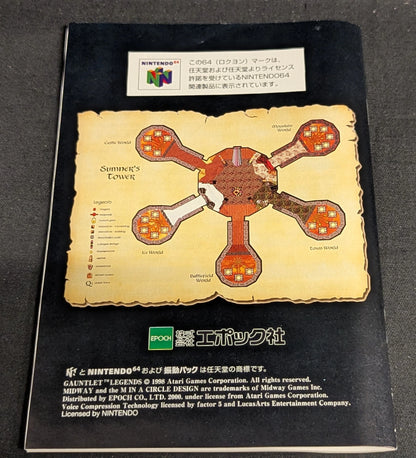 NINTENDO 64
この64（ロクヨン）マークは、
任天堂および任天堂よりライセンス
許諾を受けているNINTENDO64
関連製品に表示されています。
Castle World
Mountain
World
Sumner's
Tower
Legend
Ice World
Town World
Battlefield
World
EPOCH 株式会社 エポック社
と NINTENDO64 および 振動パック は任天堂の商標です。
GAUNTLET™ LEGENDS © 1998 Atari Games Corporation. All rights reserved.
MIDWAY and the M IN A CIRCLE DESIGN are trademarks of Midway Games Inc.
Distributed by EPOCH CO., LTD. 2000. under license from Atari Games Corporation.
Voice Compression Technology licensed by factor 5 and LucasArts Entertainment Company.
Licensed by NINTENDO